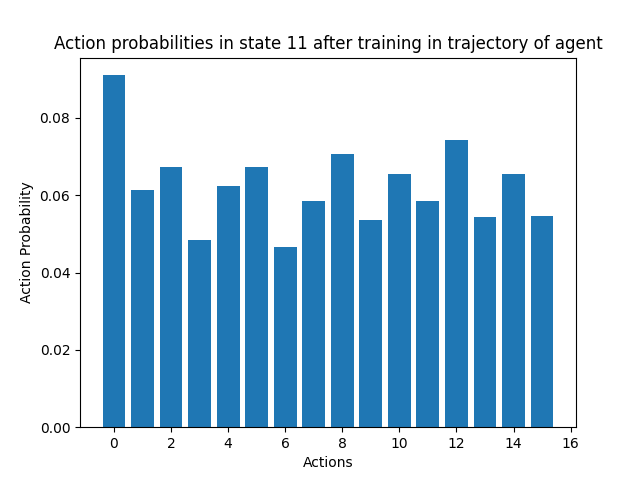 Action probabilities in state 11 after training in trajectory of agent
0.08
0.06
0.04
0.02
0.00
Action Probability
0 2 4 6 8 10 12 14 16
Actions